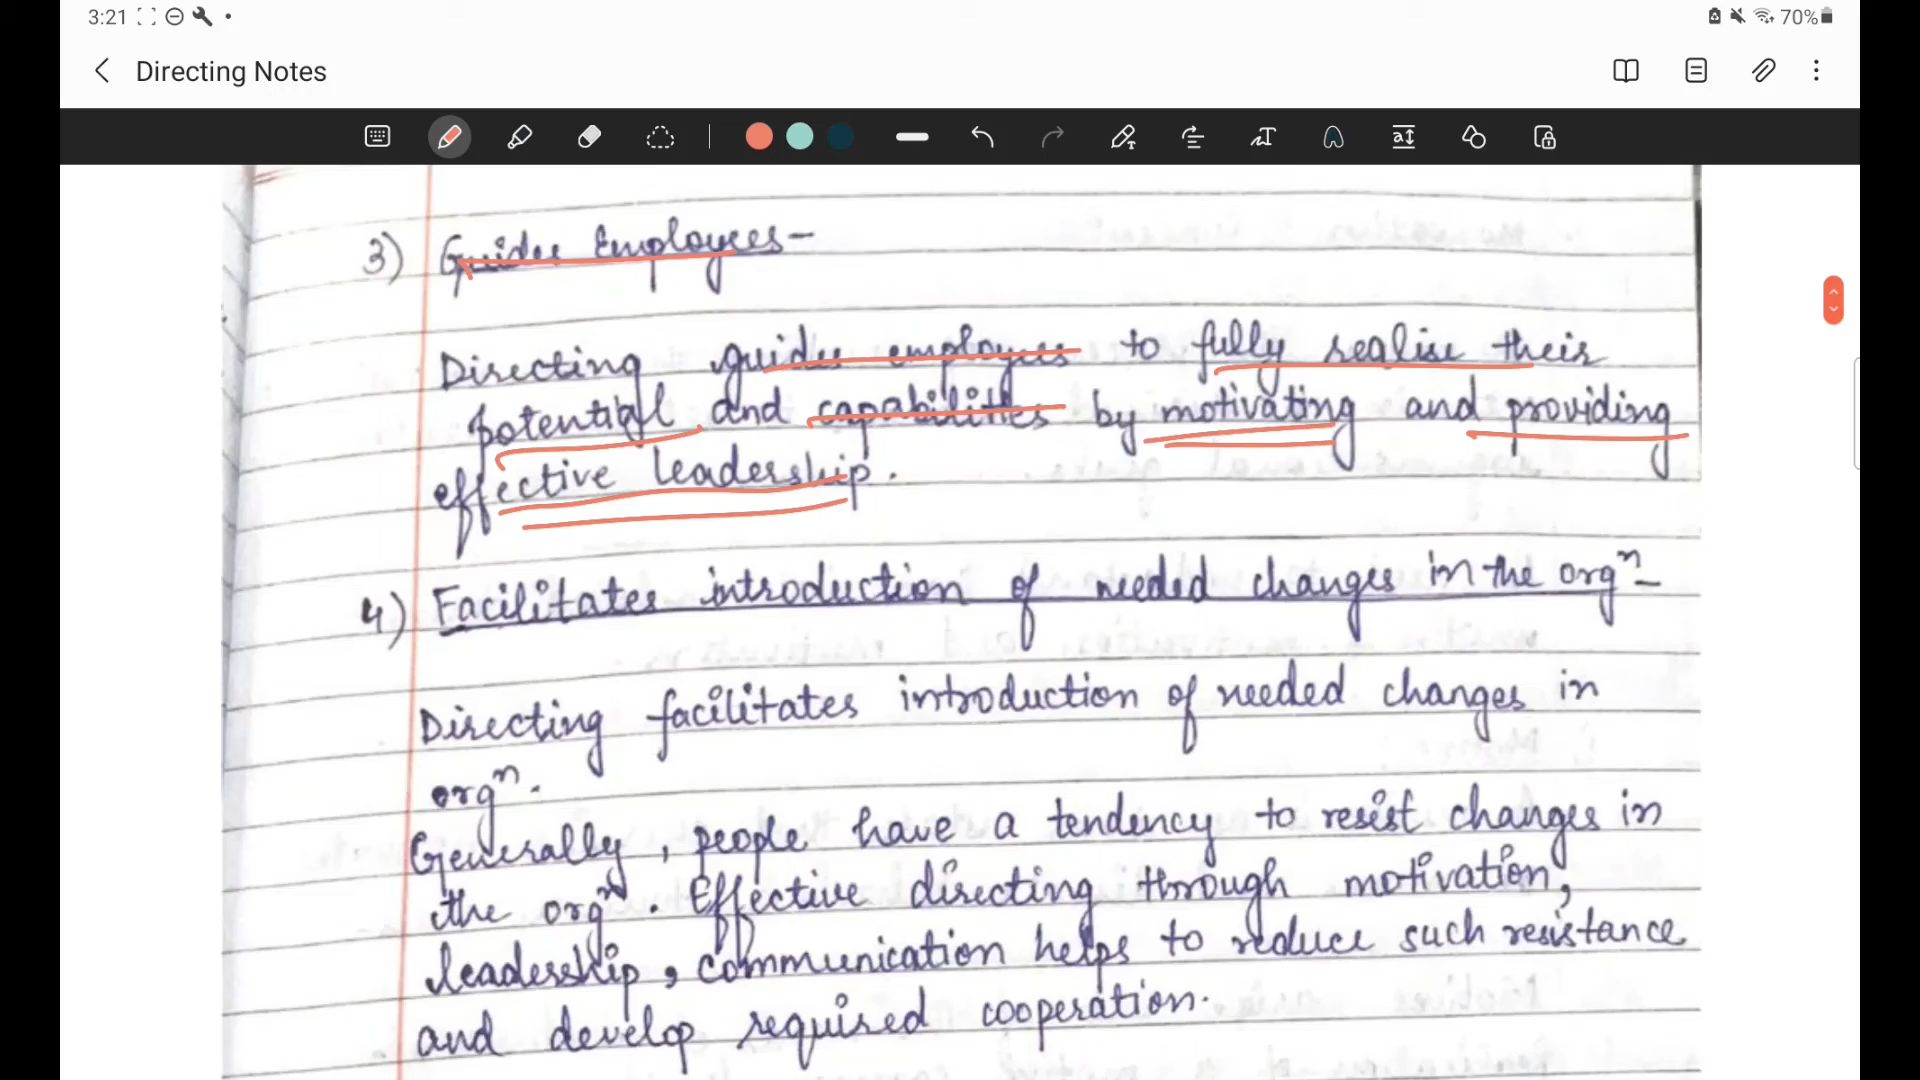 3:21
70%
Directing Notes
3) Guides Employees-
Directing guides employees to fully realise their
potential and capabilities by motivating and providing
effective leadership.
4) Facilitates introduction of needed changes in the orgⁿ-
Directing facilitates introduction of needed changes in
orgⁿ.
Generally, people have a tendency to resist changes in
the orgⁿ. Effective directing through motivation,
leadership, communication helps to reduce such resistance
and develop required cooperation.